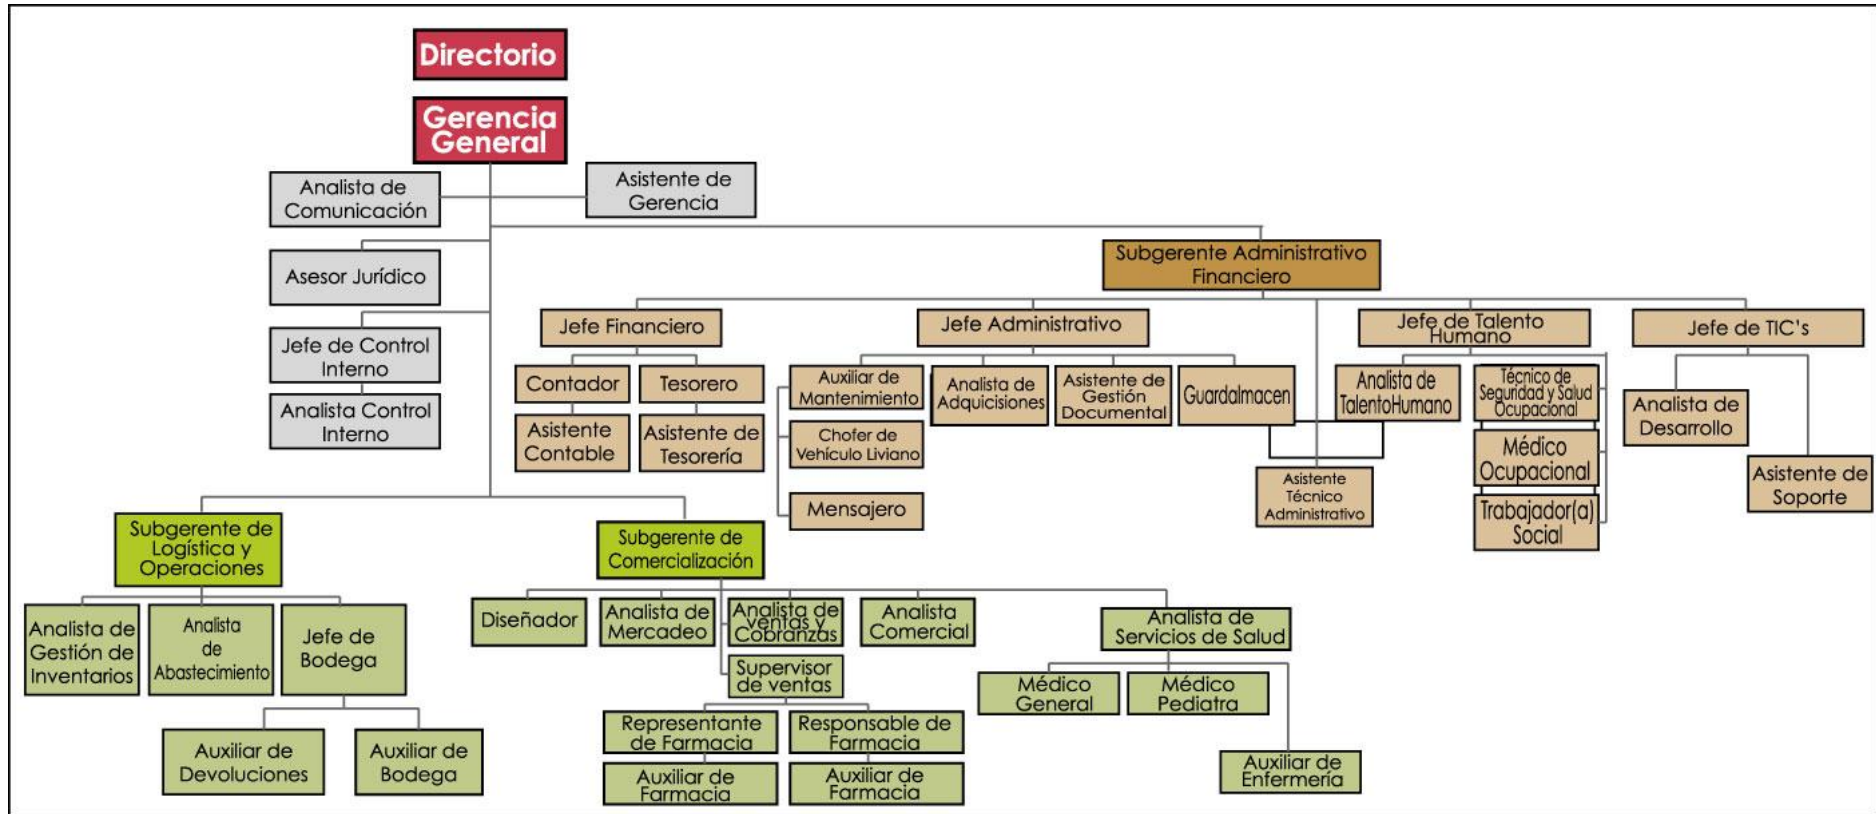 Directorio
Gerencia
General
Analista de
Comunicación
Asistente de
Gerencia
Asesor Jurídico
Jefe de Control
Interno
Analista Control
Interno
Subgerente Administrativo
Financiero
Jefe Financiero
Contador
Tesorero
Asistente
Contable
Asistente de
Tesorería
Jefe Administrativo
Auxiliar de
Mantenimiento
Analista de
Adquicisiones
Asistente de
Gestión
Documental
Guardalmacen
Chofer de
Vehículo Liviano
Mensajero
Asistente
Técnico
Administrativo
Jefe de Talento
Humano
Analista de
TalentoHumano
Técnico de
Seguridad y Salud
Ocupacional
Médico
Ocupacional
Trabajador(a)
Social
Jefe de TIC's
Analista de
Desarrollo
Asistente de
Soporte
Subgerente de
Logística y
Operaciones
Analista de
Gestión de
Inventarios
Analista
de
Abastecimiento
Jefe de
Bodega
Auxiliar de
Devoluciones
Auxiliar de
Bodega
Subgerente de
Comercialización
Diseñador
Analista de
Mercadeo
Analista de
ventas y
Cobranzas
Analista
Comercial
Analista de
Servicios de Salud
Supervisor
de ventas
Representante
de Farmacia
Responsable de
Farmacia
Auxiliar de
Farmacia
Auxiliar de
Farmacia
Médico
General
Médico
Pediatra
Auxiliar de
Enfermería